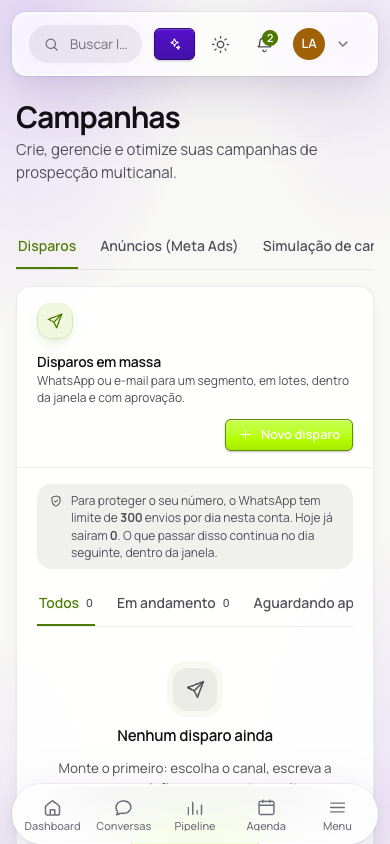 Buscar l...
2
LA
Campanhas
Crie, gerencie e otimize suas campanhas de
prospecção multicanal.
Disparos
Anúncios (Meta Ads)
Simulação de car
Disparos em massa
WhatsApp ou e-mail para um segmento, em lotes, dentro
da janela e com aprovação.
Novo disparo
Para proteger o seu número, o WhatsApp tem
limite de 300 envios por dia nesta conta. Hoje já
saíram 0. O que passar disso continua no dia
seguinte, dentro da janela.
Todos 0
Em andamento 0
Aguardando ap
Nenhum disparo ainda
Monte o primeiro: escolha o canal, escreva a
Dashboard
Conversas
Pipeline
Agenda
Menu